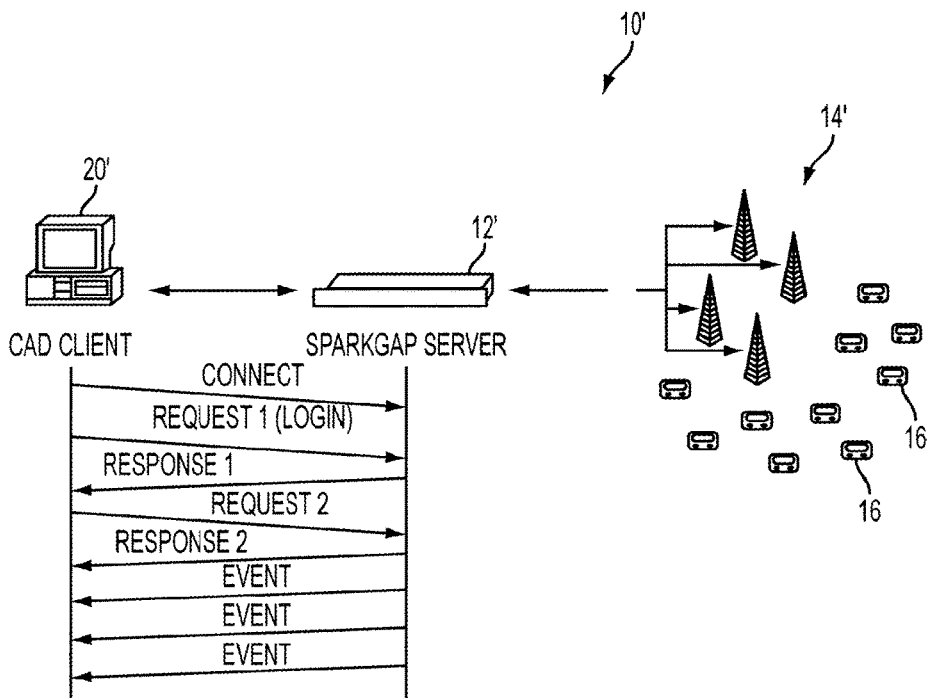 10'
14'
20'
12'
CAD CLIENT
SPARKGAP SERVER
CONNECT
REQUEST 1 (LOGIN)
RESPONSE 1
REQUEST 2
RESPONSE 2
EVENT
EVENT
EVENT
16
16